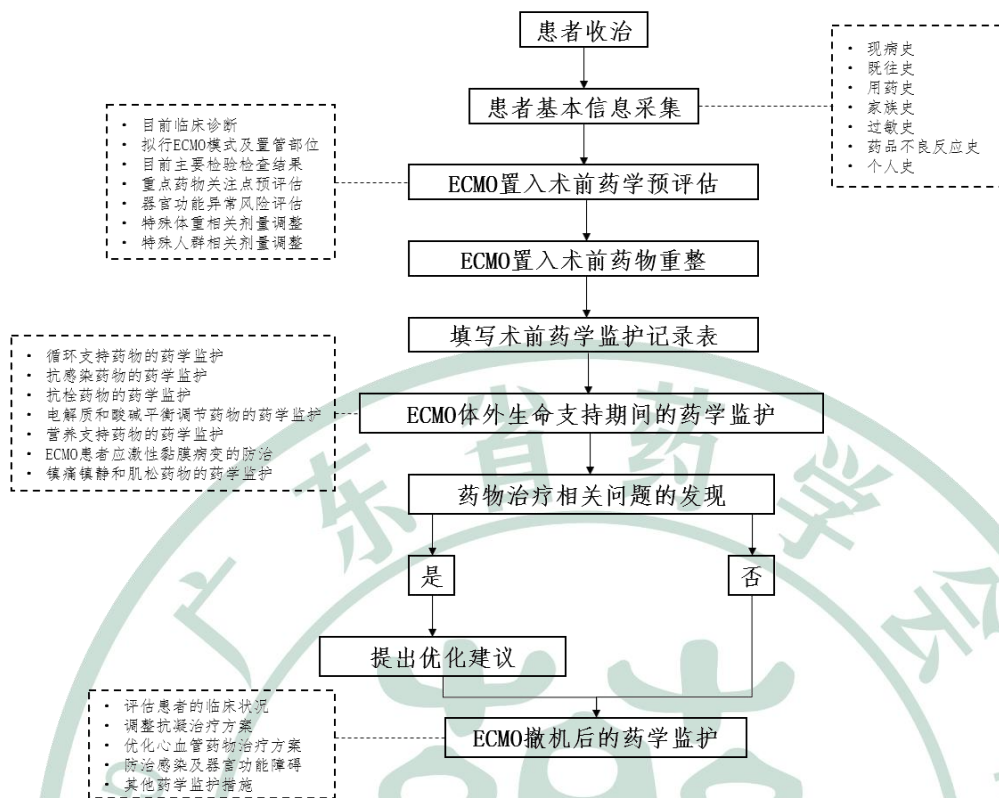 患者收治
· 现病史
· 既往史
· 用药史
· 家族史
· 过敏史
· 药品不良反应史
· 个人史
患者基本信息采集
· 目前临床诊断
· 拟行ECMO模式及置管部位
· 目前主要检验检查结果
· 重点药物关注点预评估
· 器官功能异常风险评估
· 特殊体重相关剂量调整
· 特殊人群相关剂量调整
ECMO置入术前药学预评估
ECMO置入术前药物重整
填写术前药学监护记录表
· 循环支持药物的药学监护
· 抗感染药物的药学监护
· 抗栓药物的药学监护
· 电解质和酸碱平衡调节药物的药学监护
· 营养支持药物的药学监护
· ECMO患者应激性黏膜病变的防治
· 镇痛镇静和肌松药物的药学监护
ECMO体外生命支持期间的药学监护
药物治疗相关问题的发现
是
否
提出优化建议
· 评估患者的临床状况
· 调整抗凝治疗方案
· 优化心血管药物治疗方案
· 防治感染及器官功能障碍
· 其他药学监护措施
ECMO撤机后的药学监护
广东省药学会